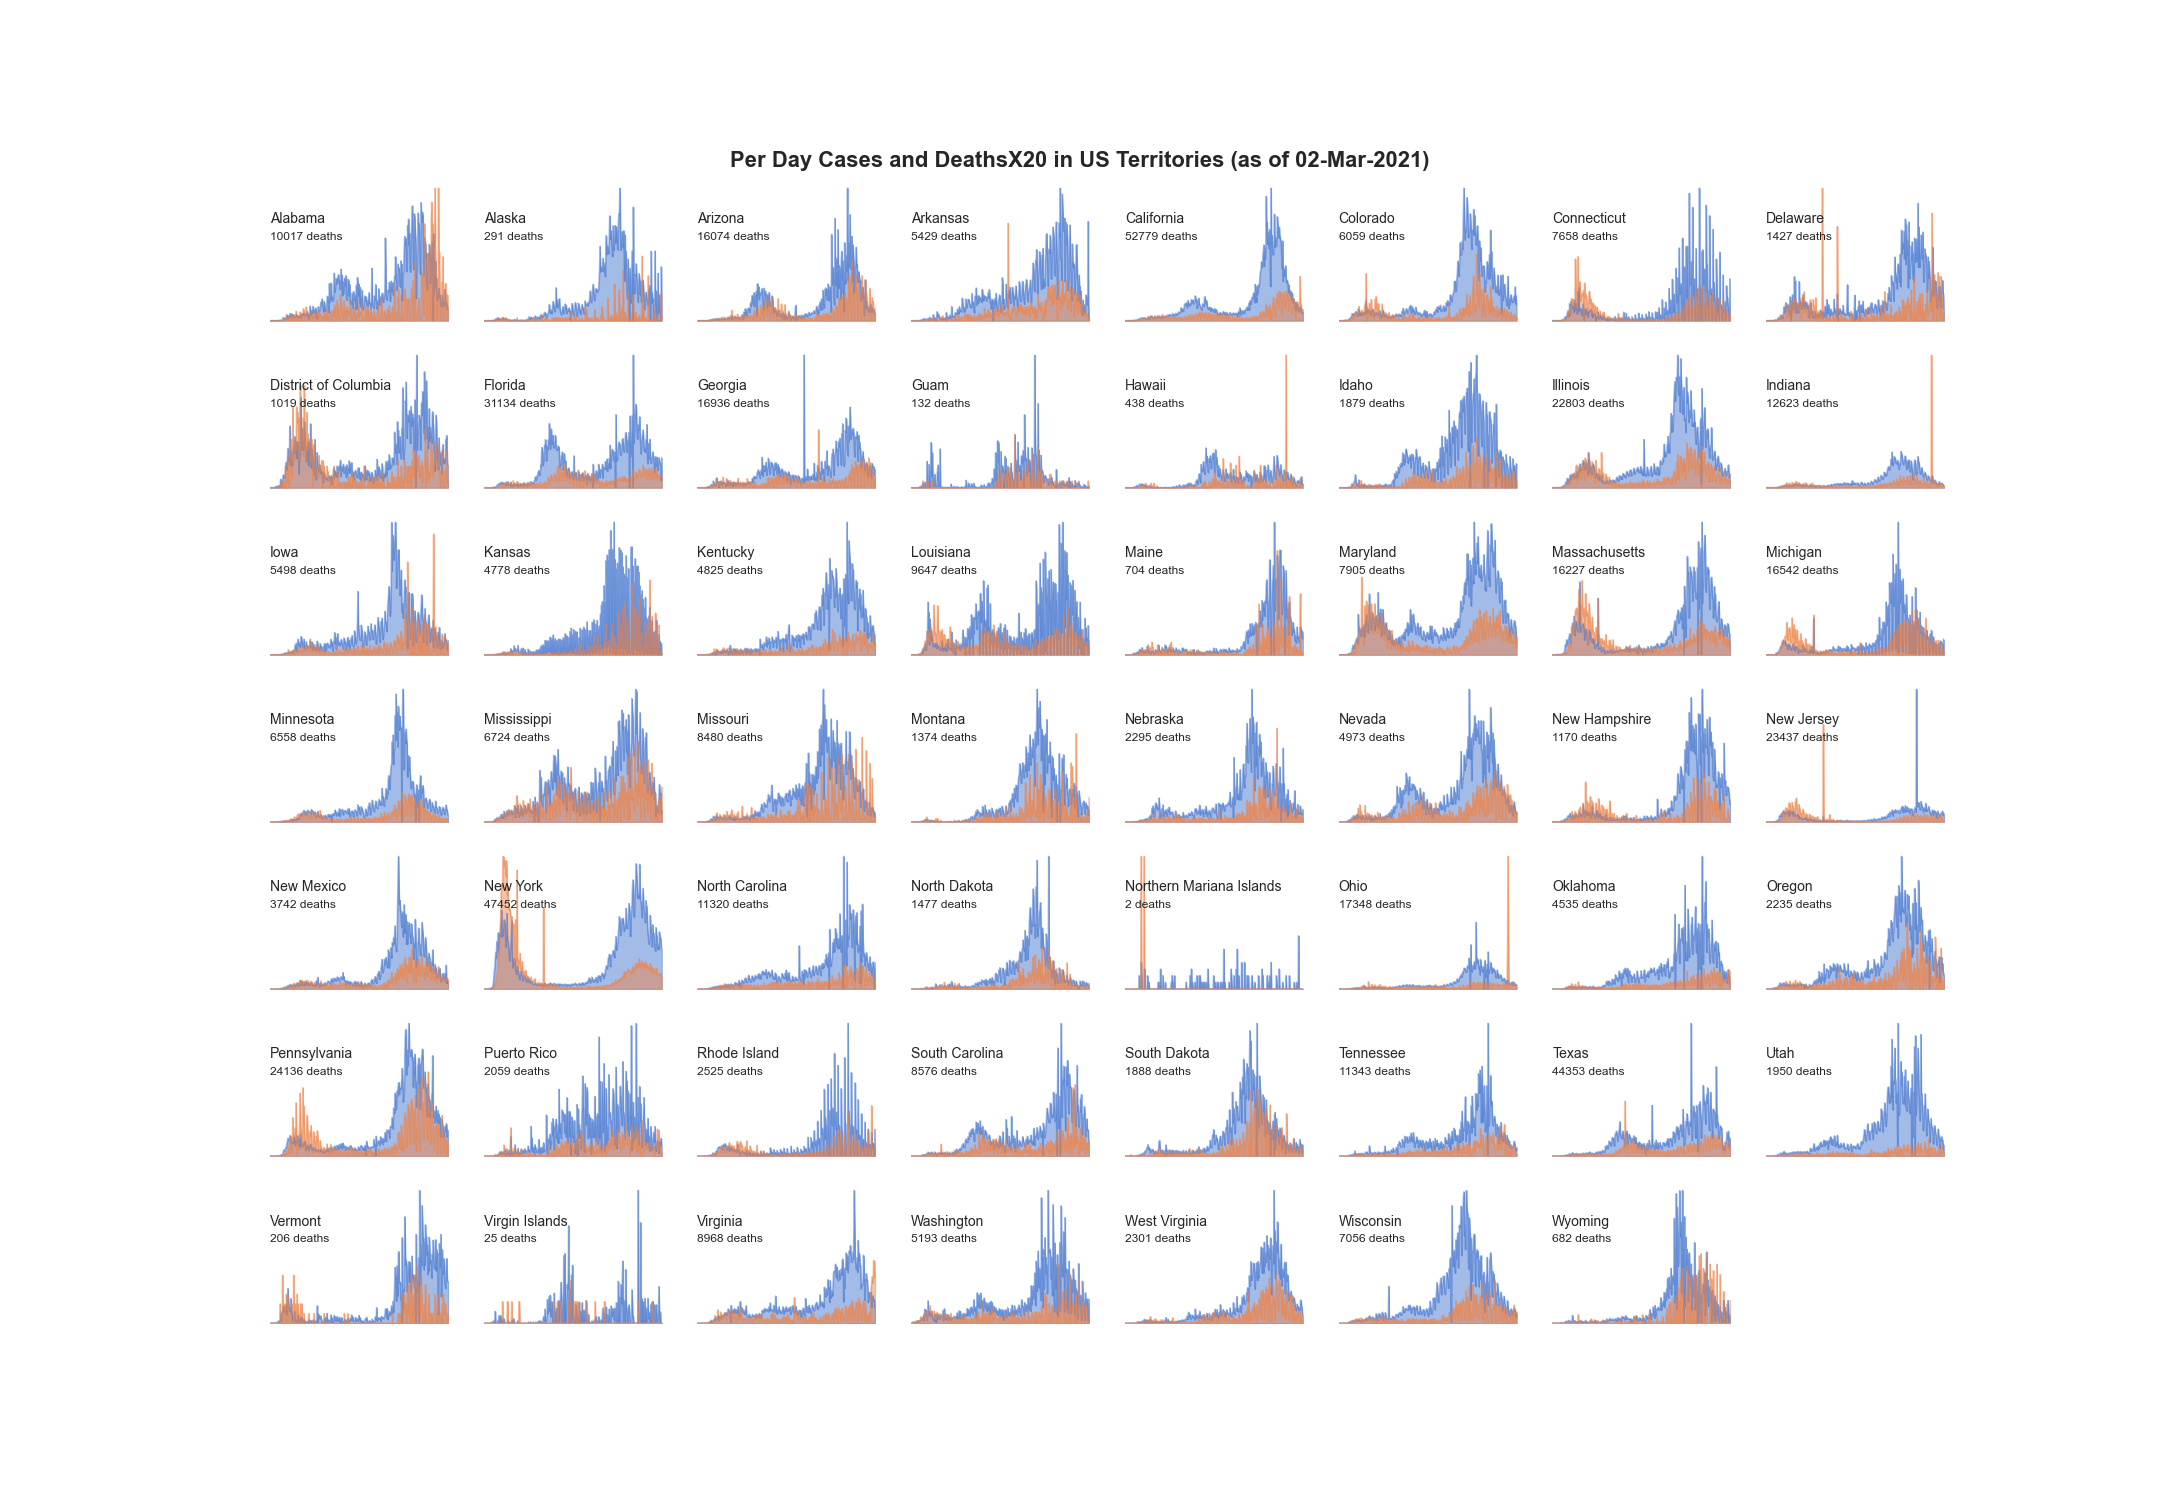 Per Day Cases and DeathsX20 in US Territories (as of 02-Mar-2021)
Alabama
10017 deaths
Alaska
291 deaths
Arizona
16074 deaths
Arkansas
5429 deaths
California
52779 deaths
Colorado
6059 deaths
Connecticut
7658 deaths
Delaware
1427 deaths
District of Columbia
1019 deaths
Florida
31134 deaths
Georgia
16936 deaths
Guam
132 deaths
Hawaii
438 deaths
Idaho
1879 deaths
Illinois
22803 deaths
Indiana
12623 deaths
Iowa
5498 deaths
Kansas
4778 deaths
Kentucky
4825 deaths
Louisiana
9647 deaths
Maine
704 deaths
Maryland
7905 deaths
Massachusetts
16227 deaths
Michigan
16542 deaths
Minnesota
6558 deaths
Mississippi
6724 deaths
Missouri
8480 deaths
Montana
1374 deaths
Nebraska
2295 deaths
Nevada
4973 deaths
New Hampshire
1170 deaths
New Jersey
23437 deaths
New Mexico
3742 deaths
New York
47452 deaths
North Carolina
11320 deaths
North Dakota
1477 deaths
Northern Mariana Islands
2 deaths
Ohio
17348 deaths
Oklahoma
4535 deaths
Oregon
2235 deaths
Pennsylvania
24136 deaths
Puerto Rico
2059 deaths
Rhode Island
2525 deaths
South Carolina
8576 deaths
South Dakota
1888 deaths
Tennessee
11343 deaths
Texas
44353 deaths
Utah
1950 deaths
Vermont
206 deaths
Virgin Islands
25 deaths
Virginia
8968 deaths
Washington
5193 deaths
West Virginia
2301 deaths
Wisconsin
7056 deaths
Wyoming
682 deaths